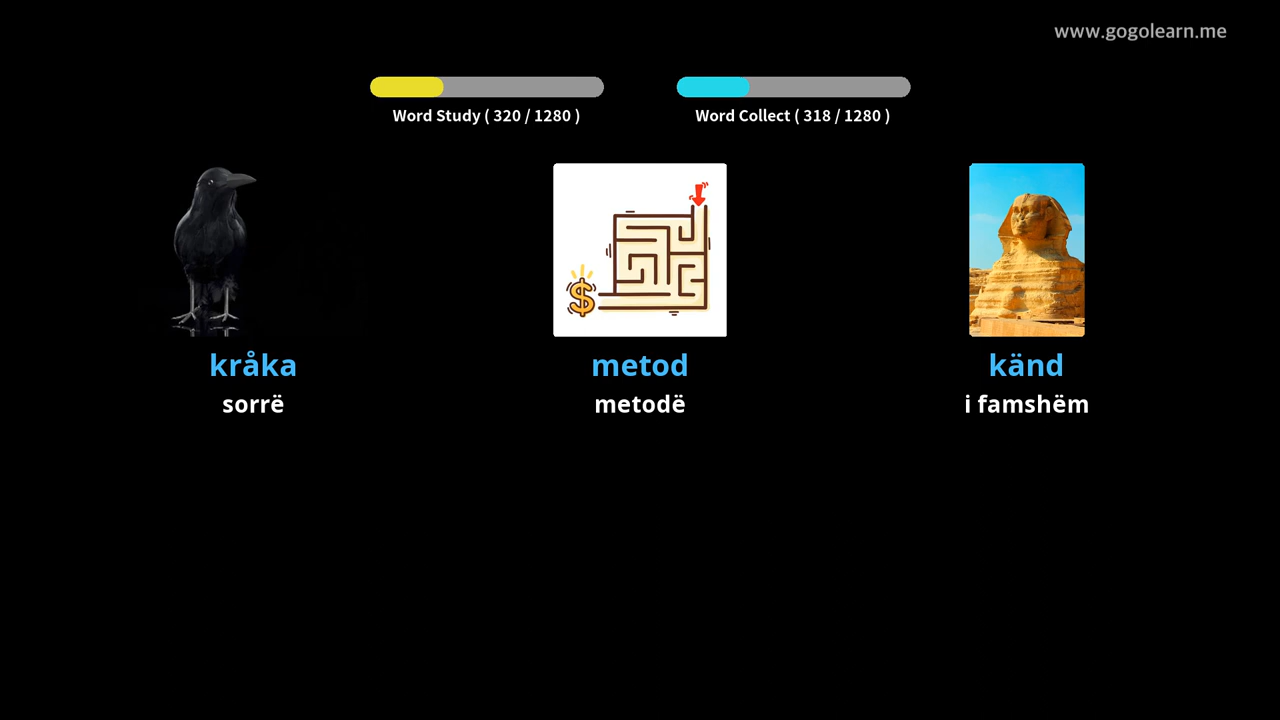 www.gogolearn.me
Word Study ( 320 / 1280 )
Word Collect ( 318 / 1280 )
kråka
metod
känd
sorrë
metodë
i famshëm